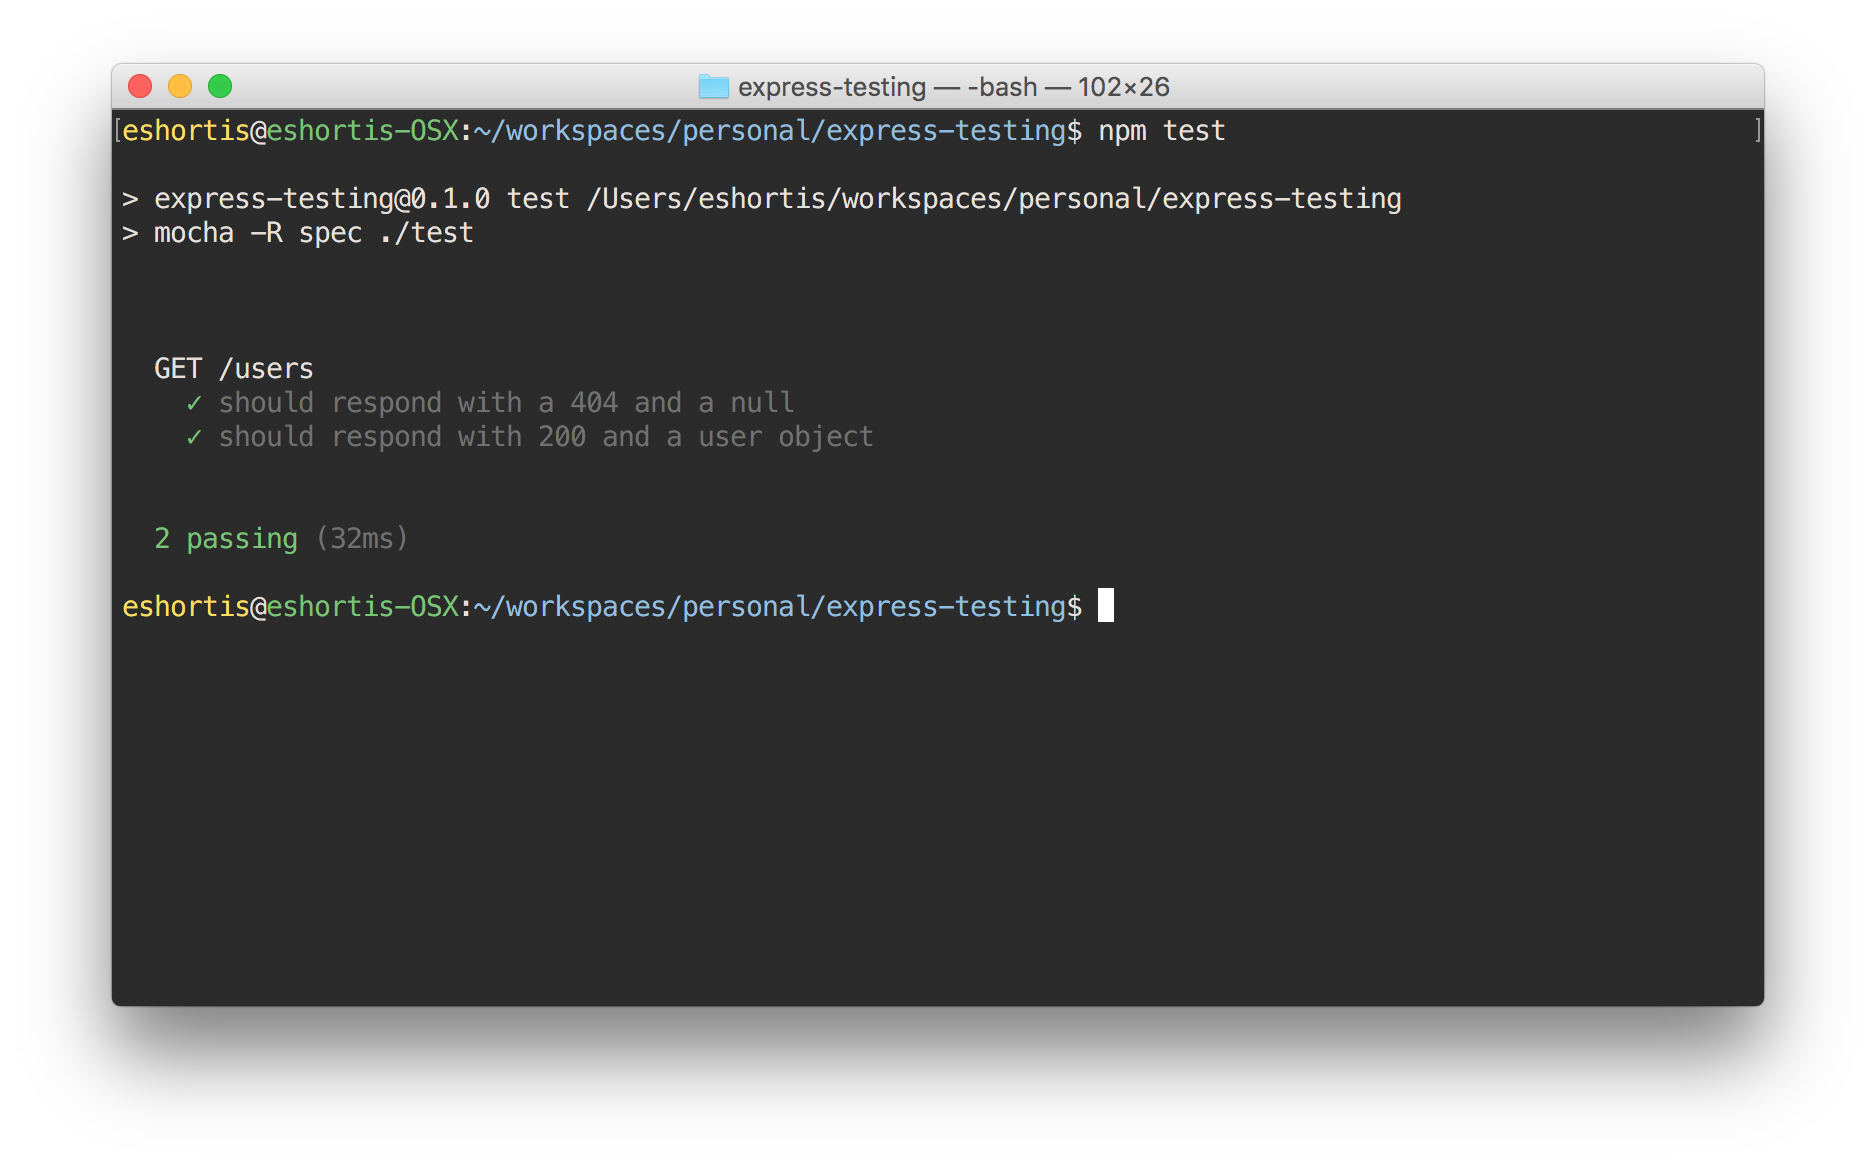 express-testing — -bash — 102×26
[eshortis@eshortis-OSX:~/workspaces/personal/express-testing$ npm test ]
> express-testing@0.1.0 test /Users/eshortis/workspaces/personal/express-testing
> mocha -R spec ./test
GET /users
✓ should respond with a 404 and a null
✓ should respond with 200 and a user object
2 passing (32ms)
eshortis@eshortis-OSX:~/workspaces/personal/express-testing$